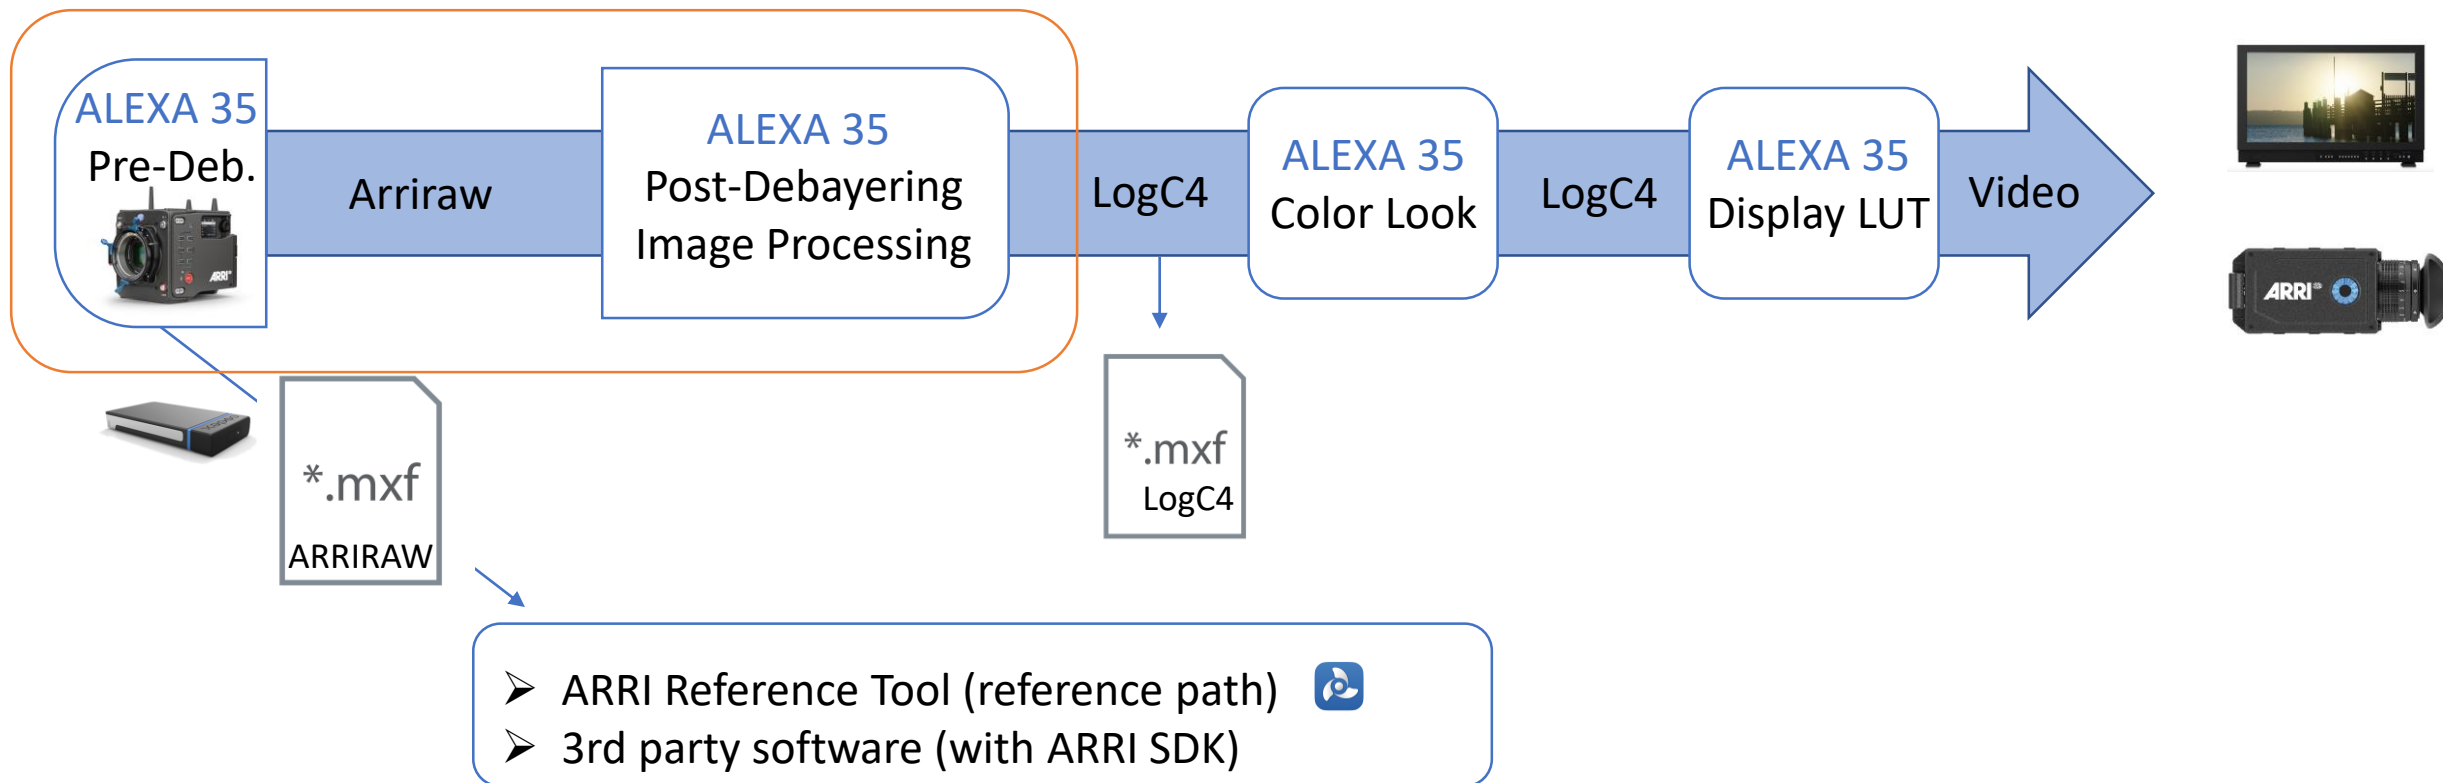 ALEXA 35
Pre-Deb.
ARRI
Arriraw
ALEXA 35
Post-Debayering
Image Processing
LogC4
ALEXA 35
Color Look
LogC4
ALEXA 35
Display LUT
Video
ARRI
*.mxf
ARRIRAW
*.mxf
LogC4
➢ ARRI Reference Tool (reference path)
➢ 3rd party software (with ARRI SDK)